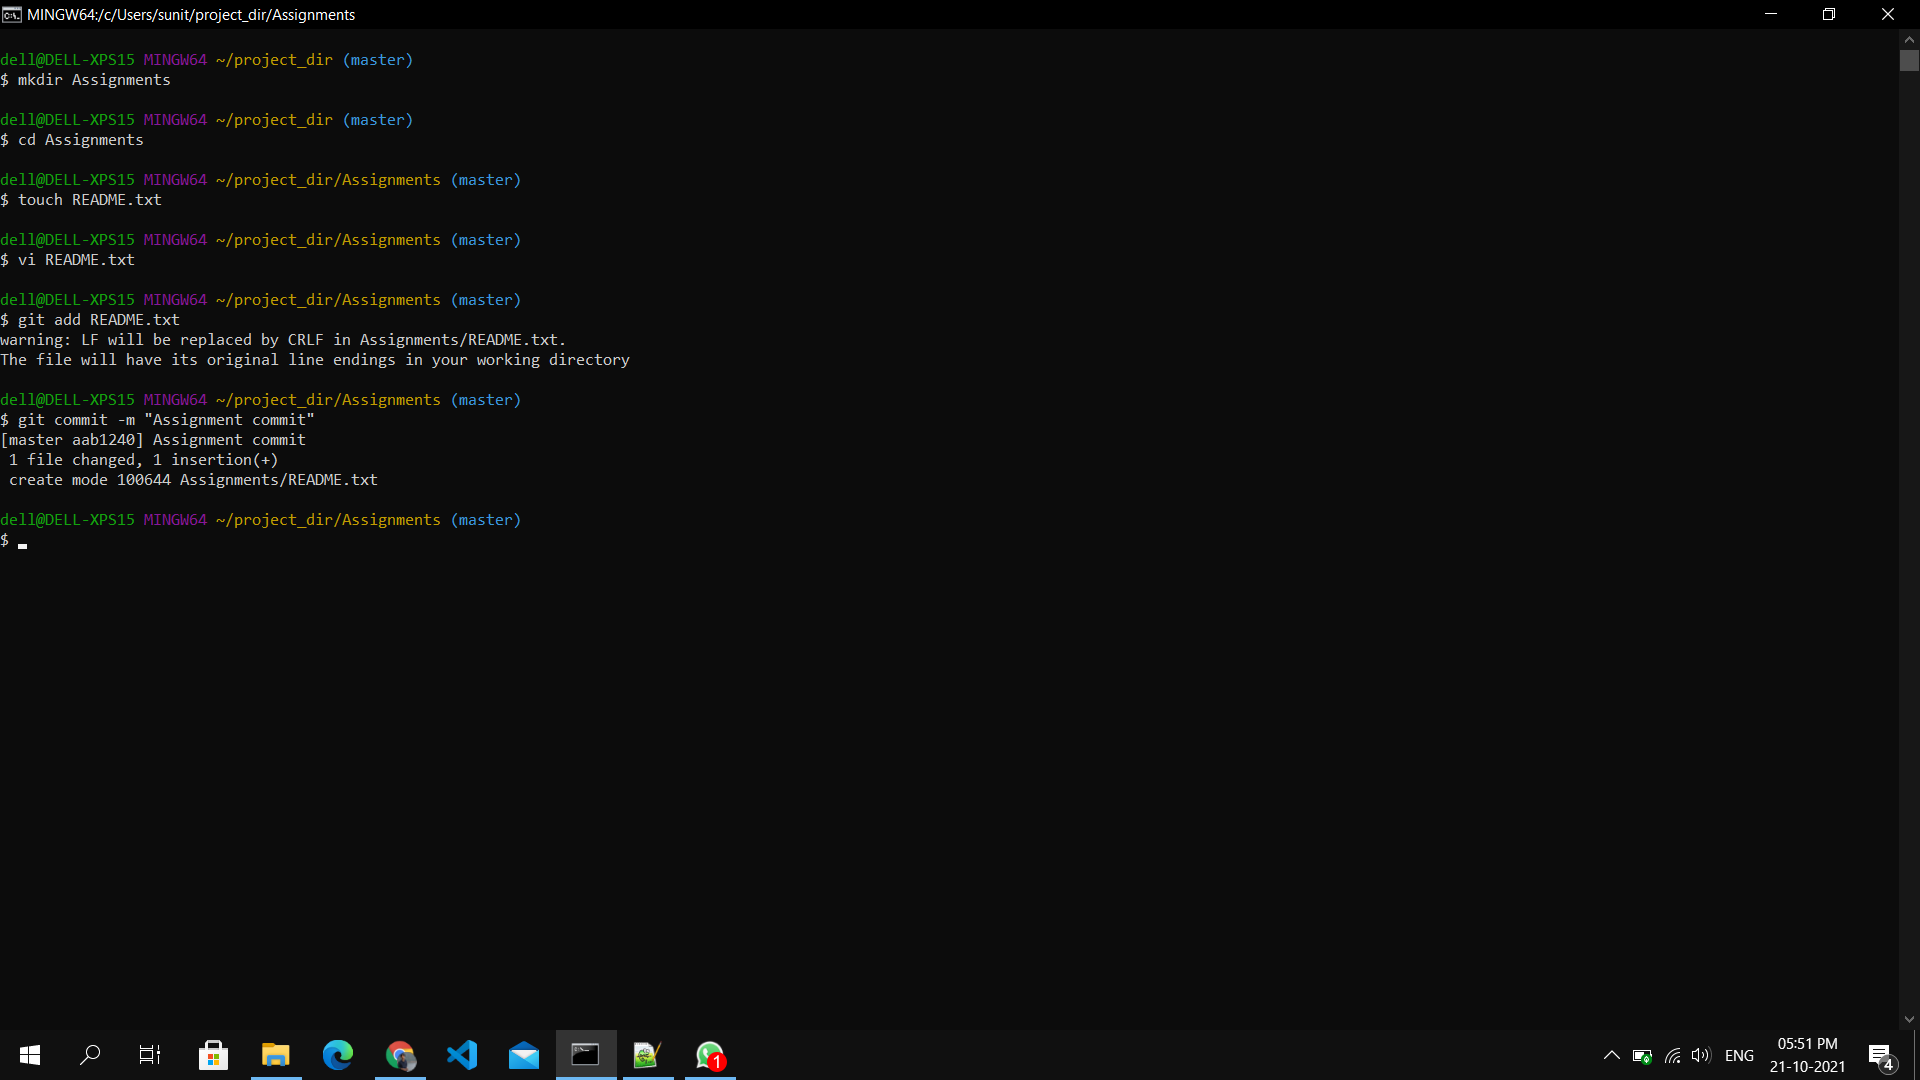 MINGW64:/c/Users/sunit/project_dir/Assignments
dell@DELL-XPS15 MINGW64 ~/project_dir (master)
$ mkdir Assignments
dell@DELL-XPS15 MINGW64 ~/project_dir (master)
$ cd Assignments
dell@DELL-XPS15 MINGW64 ~/project_dir/Assignments (master)
$ touch README.txt
dell@DELL-XPS15 MINGW64 ~/project_dir/Assignments (master)
$ vi README.txt
dell@DELL-XPS15 MINGW64 ~/project_dir/Assignments (master)
$ git add README.txt
warning: LF will be replaced by CRLF in Assignments/README.txt.
The file will have its original line endings in your working directory
dell@DELL-XPS15 MINGW64 ~/project_dir/Assignments (master)
$ git commit -m "Assignment commit"
[master aab1240] Assignment commit
 1 file changed, 1 insertion(+)
 create mode 100644 Assignments/README.txt
dell@DELL-XPS15 MINGW64 ~/project_dir/Assignments (master)
$
1
ENG
05:51 PM
21-10-2021
4